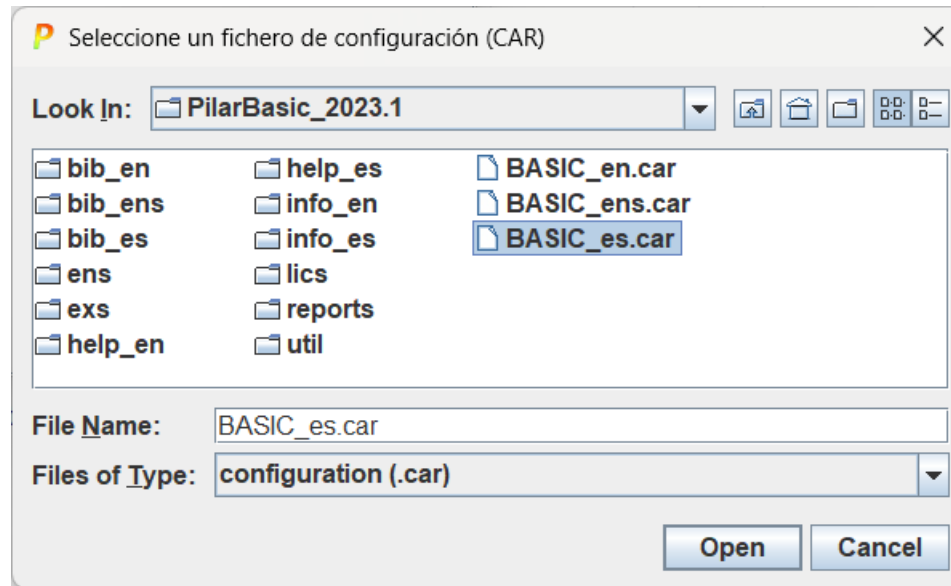 P Seleccione un fichero de configuración (CAR)
Look In: PilarBasic_2023.1
bib_en help_es BASIC_en.car
bib_ens info_en BASIC_ens.car
bib_es info_es BASIC_es.car
ens lics
exs reports
help_en util
File Name: BASIC_es.car
Files of Type: configuration (.car)
Open Cancel